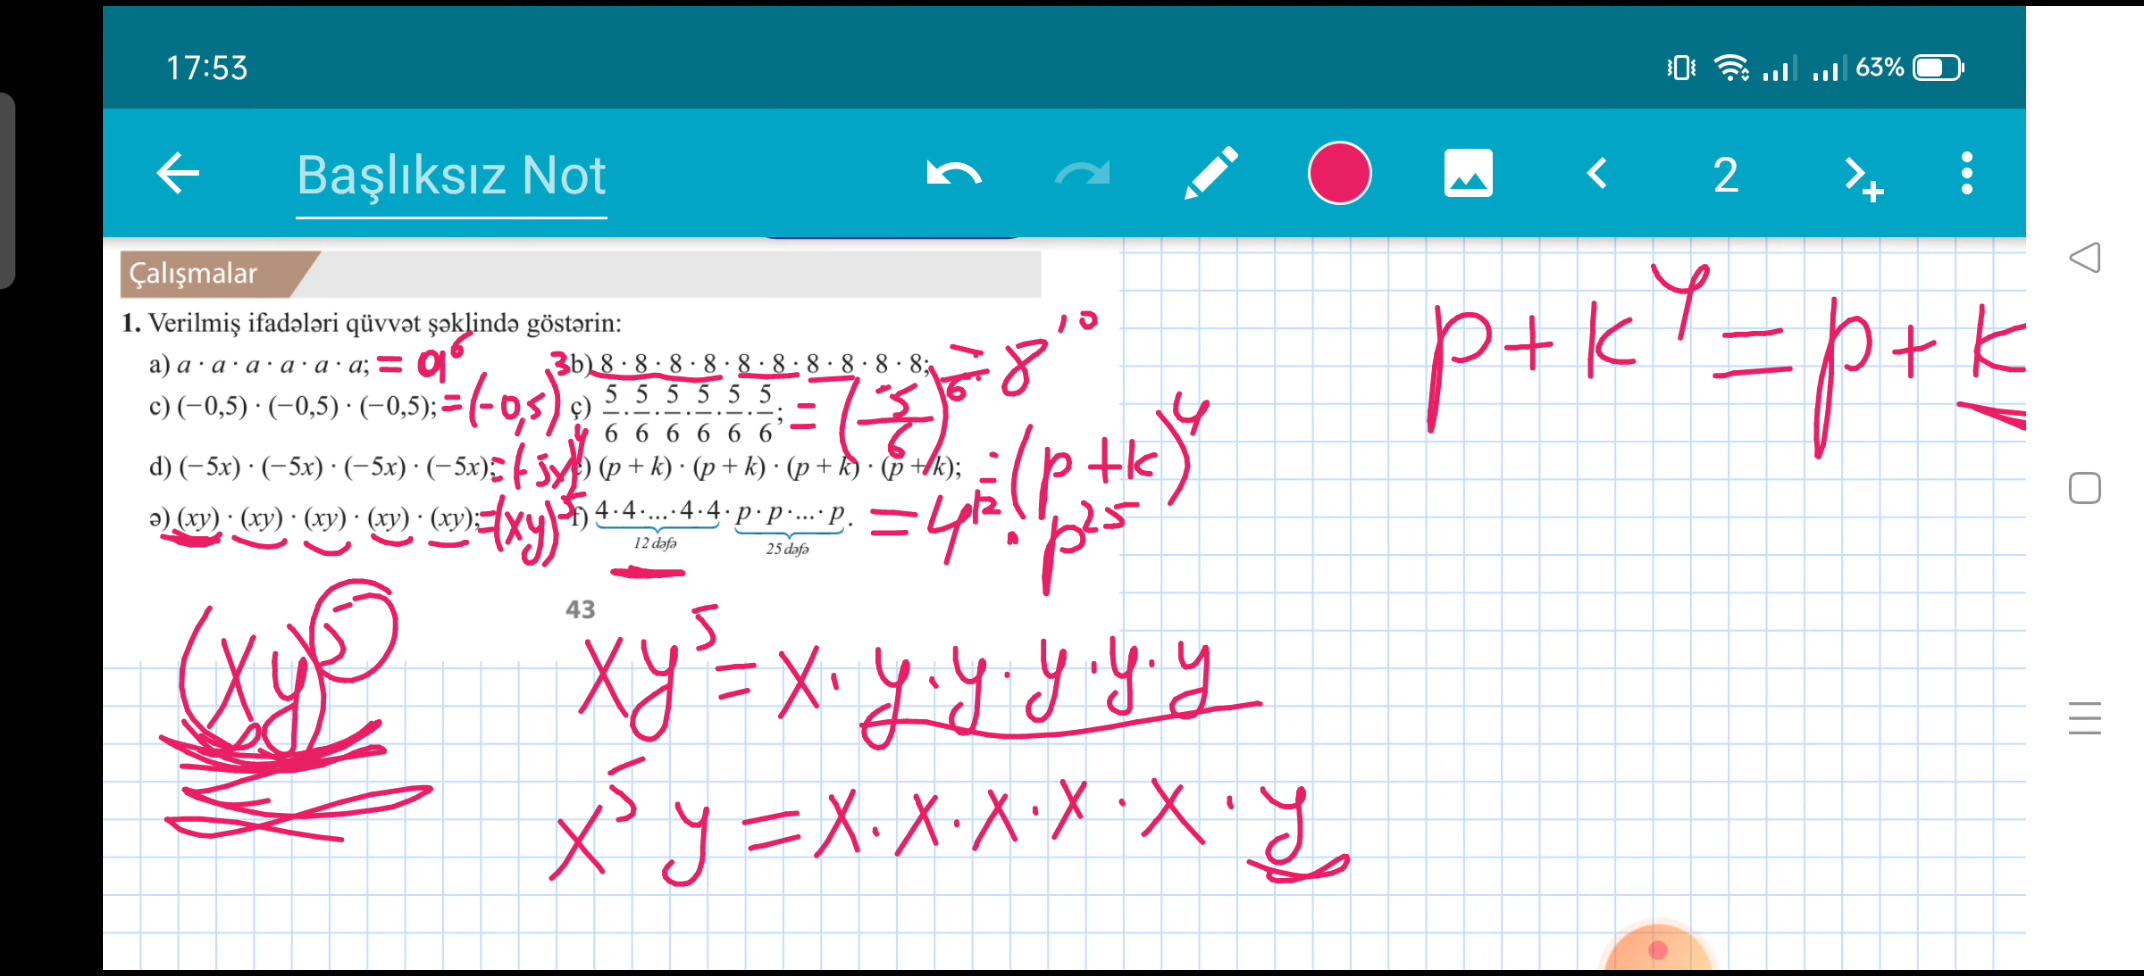 17:53 63%
Başlıksız Not 2
Çalışmalar
1. Verilmiş ifadələri qüvvət şəklində göstərin:
a) a · a · a · a · a · a; = a⁶ b) 8 · 8 · 8 · 8 · 8 · 8 · 8 · 8 · 8 · 8; = 8¹⁰
c) (−0,5) · (−0,5) · (−0,5); = (-0,5)³ ç) 5/6 · 5/6 · 5/6 · 5/6 · 5/6 · 5/6; = (5/6)⁶
d) (−5x) · (−5x) · (−5x) · (−5x); = (-5x)⁴ e) (p + k) · (p + k) · (p + k) · (p + k); = (p+k)⁴
ə) (xy) · (xy) · (xy) · (xy) · (xy); = (xy)⁵ f) 4 · 4 · ... · 4 · 4 · p · p · ... · p. = 4¹² · p²⁵
12 dəfə 25 dəfə
43
p+k⁴ = p+k
(xy)⁵ xy⁵ = x · y · y · y · y · y
x⁵y = x · x · x · x · x · y